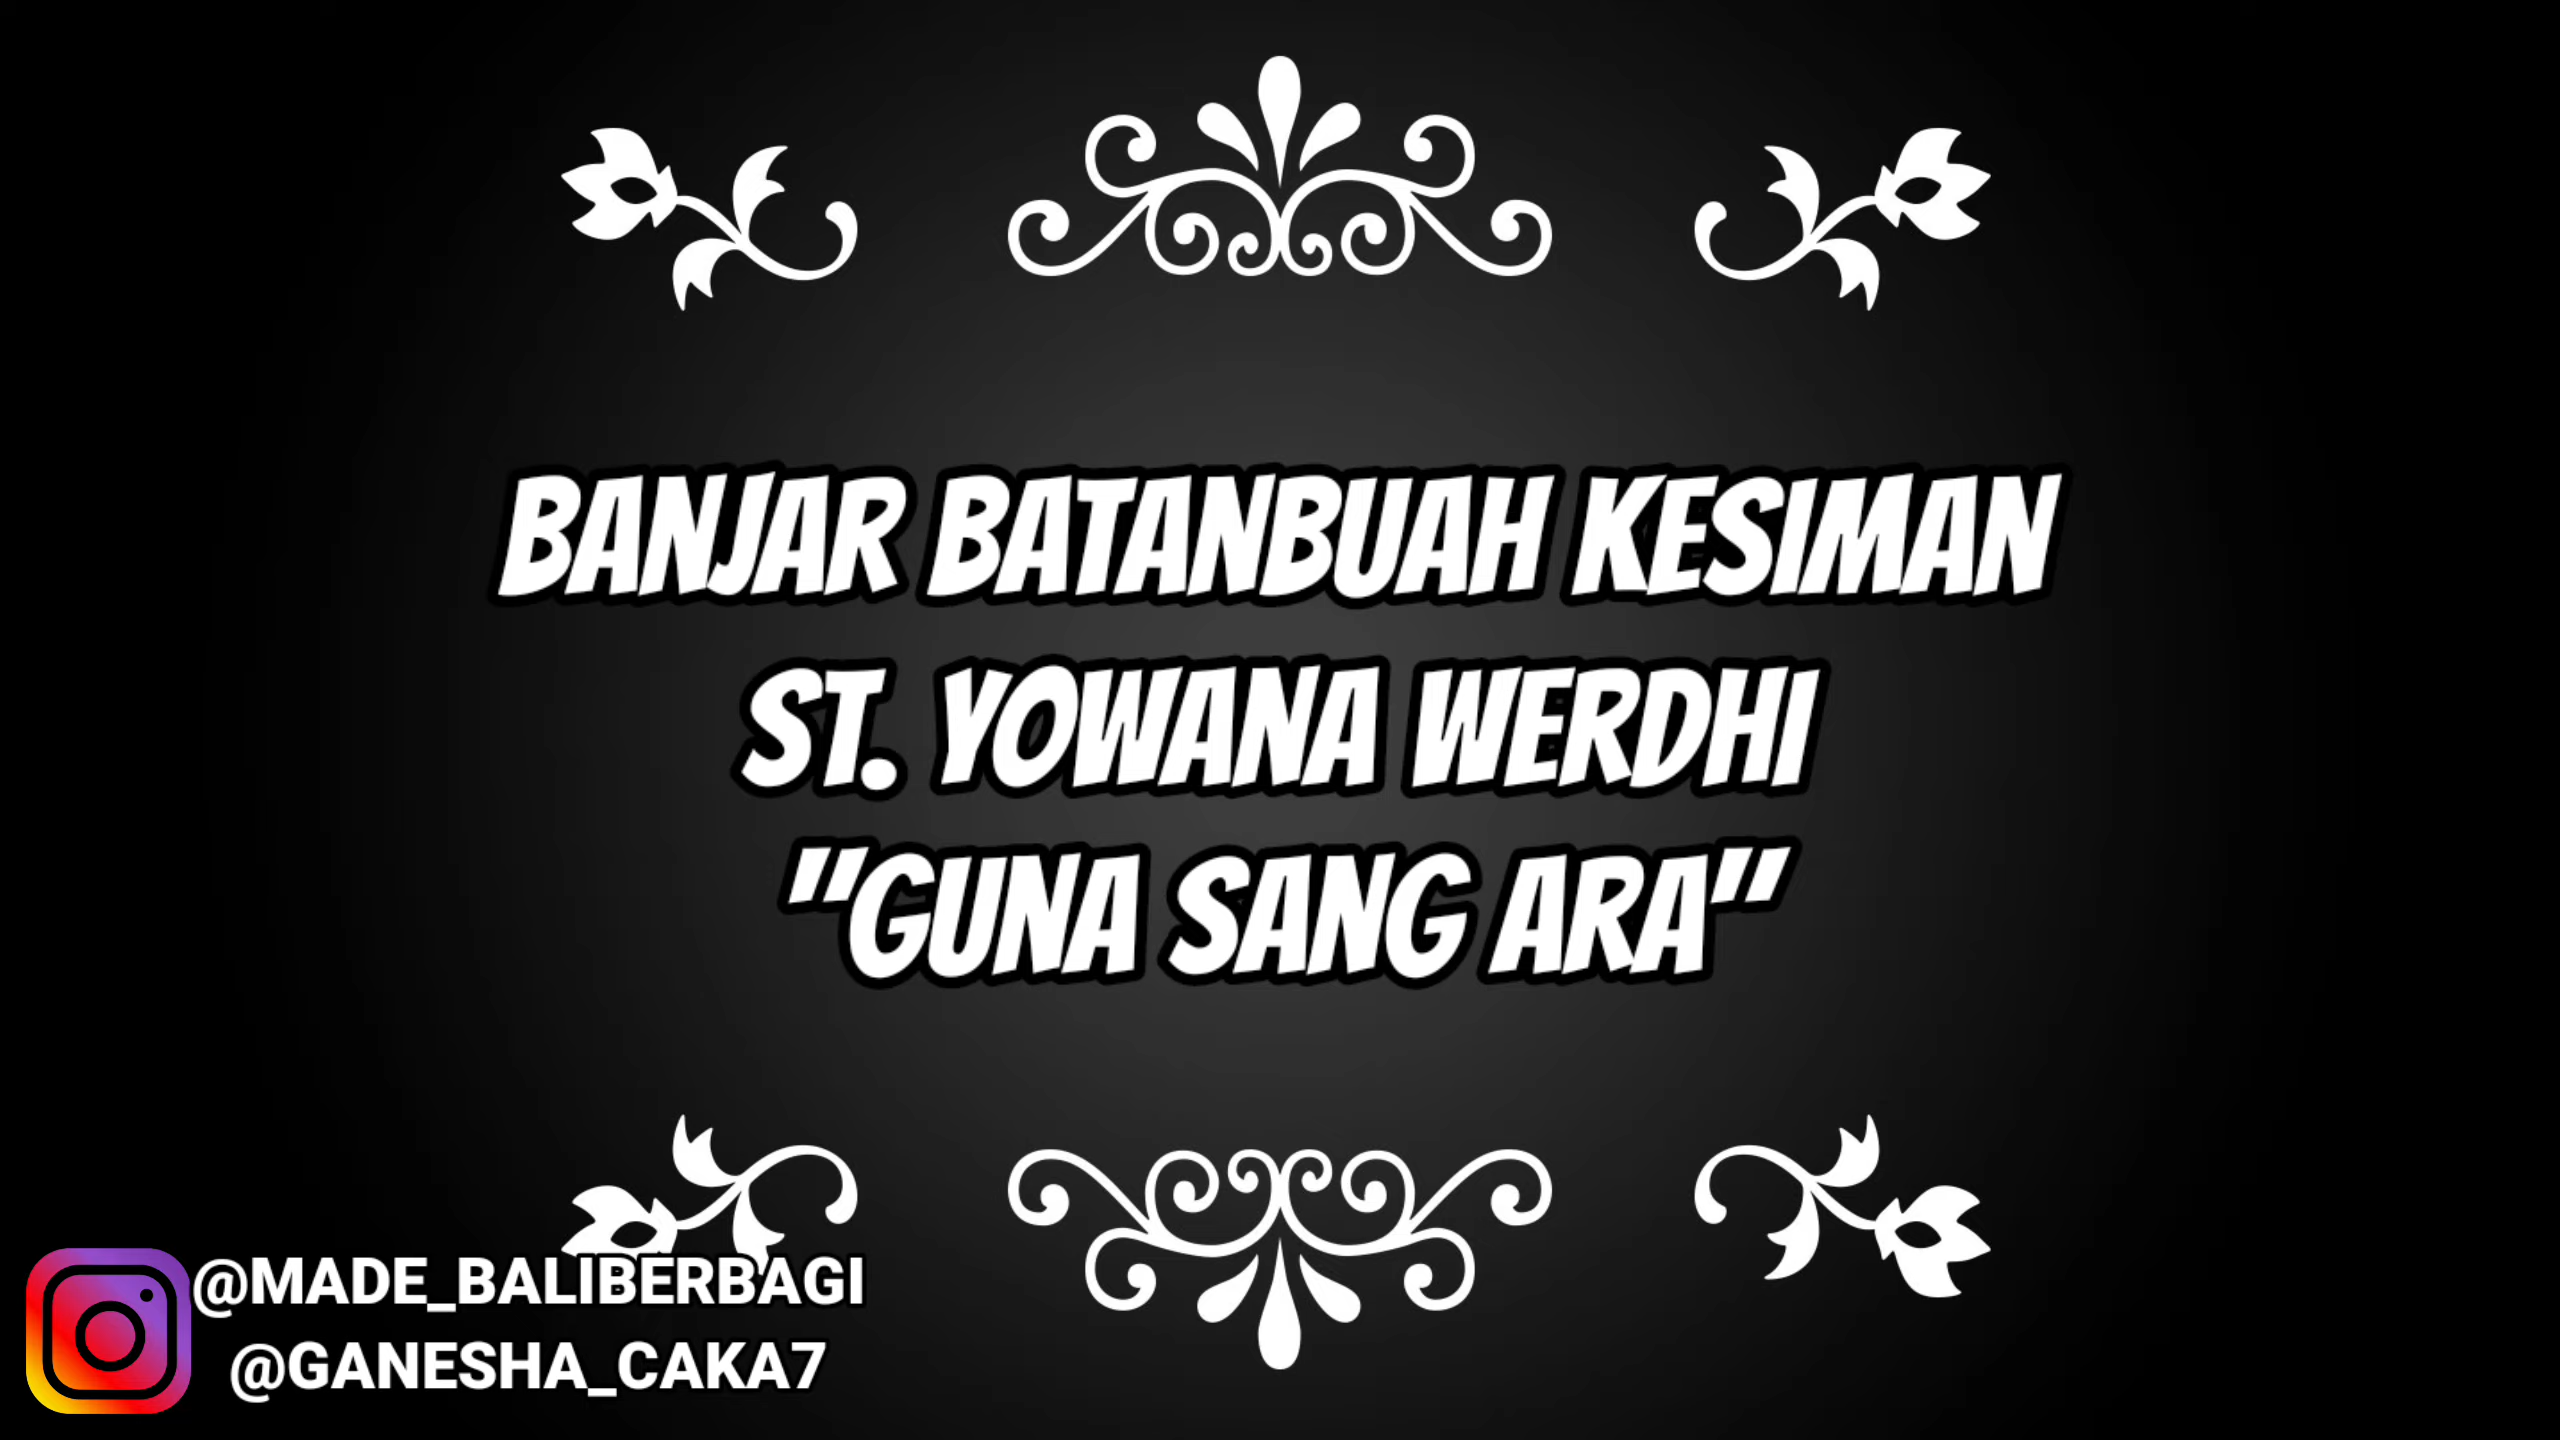 BANJAR BATANBUAH KESIMAN
ST. YOWANA WERDHI
"GUNA SANG ARA"
@MADE_BALIBERBAGI
@GANESHA_CAKA7